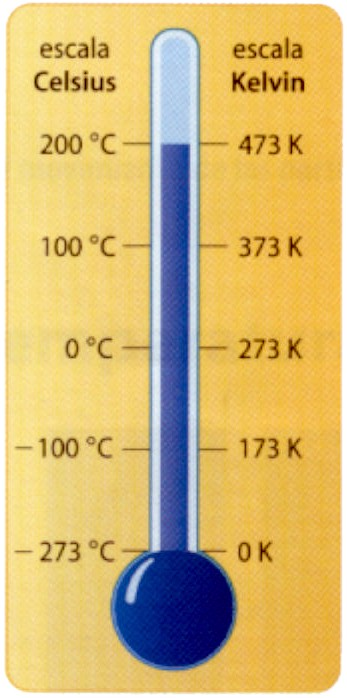 escala escala
Celsius Kelvin
200 °C 473 K
100 °C 373 K
0 °C 273 K
– 100 °C 173 K
– 273 °C 0 K